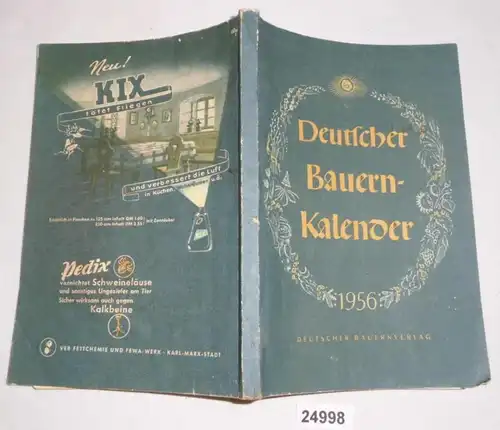 Neu!
KIX
tötet Fliegen
und verbessert die Luft
in Küchen,
Pedix
vernichtet Schweineläuse
und sonstiges Ungeziefer am Tier
Sicher wirksam auch gegen
Kalkbeine
VEB FETTCHEMIE UND FEWA-WERK · KARL-MARX-STADT
Deutscher
Bauern-
Kalender
1956
DEUTSCHER BAUERNVERLAG
24998